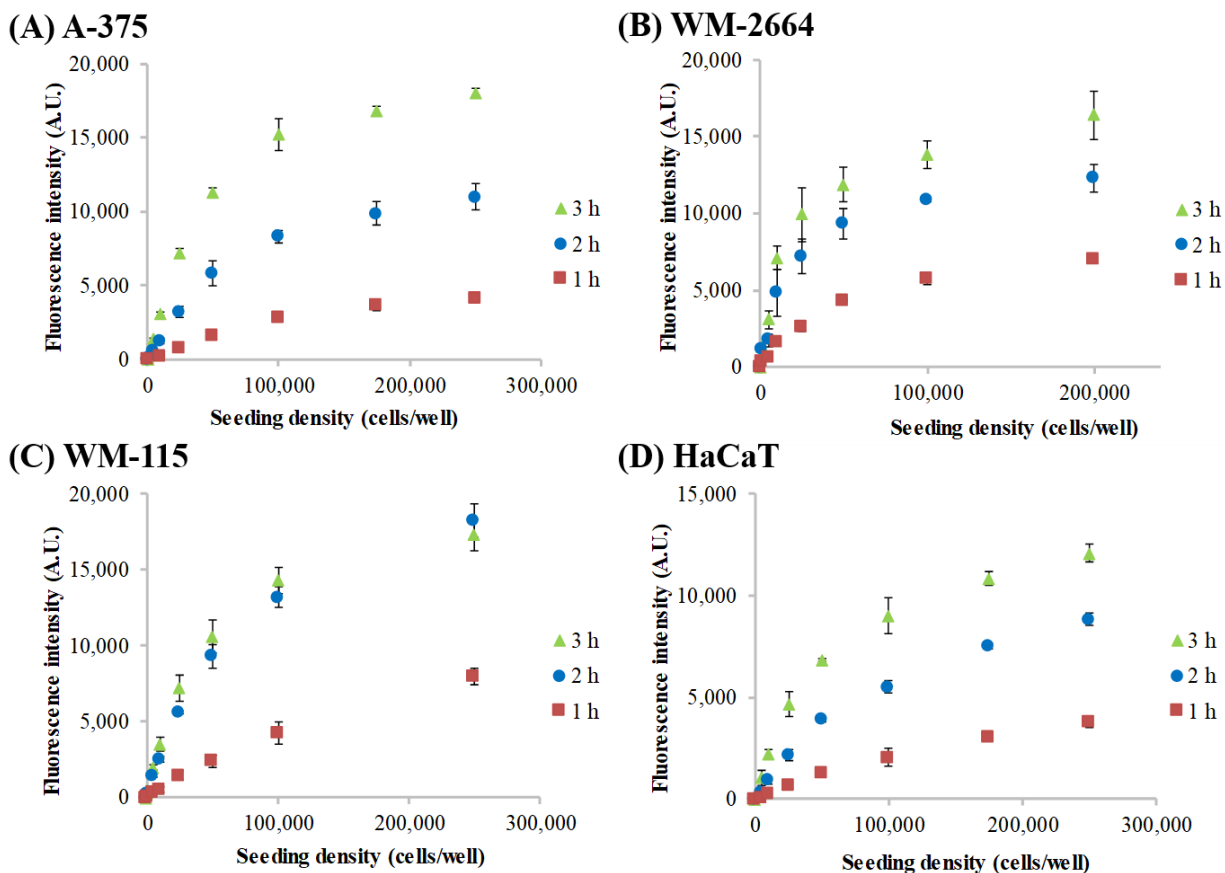 (A) A-375
Fluorescence intensity (A.U.)
20,000
15,000
10,000
5,000
0
0 100,000 200,000 300,000
Seeding density (cells/well)
3 h
2 h
1 h
(B) WM-2664
Fluorescence intensity (A.U.)
20,000
15,000
10,000
5,000
0
0 100,000 200,000
Seeding density (cells/well)
3 h
2 h
1 h
(C) WM-115
Fluorescence intensity (A.U.)
20,000
15,000
10,000
5,000
0
0 100,000 200,000 300,000
Seeding density (cells/well)
3 h
2 h
1 h
(D) HaCaT
Fluorescence intensity (A.U.)
15,000
10,000
5,000
0
0 100,000 200,000 300,000
Seeding density (cells/well)
3 h
2 h
1 h